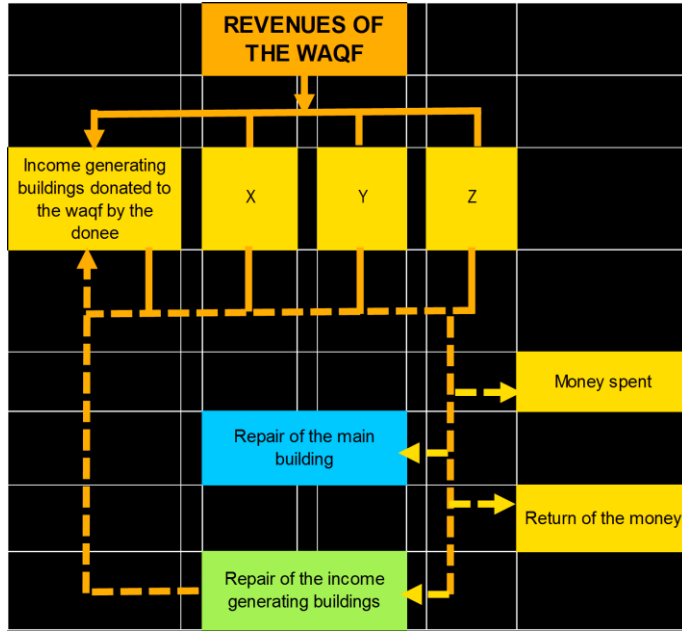 REVENUES OF
THE WAQF
Income generating
buildings donated to
the waqf by the
donee
X
Y
Z
Money spent
Repair of the main
building
Return of the money
Repair of the income
generating buildings